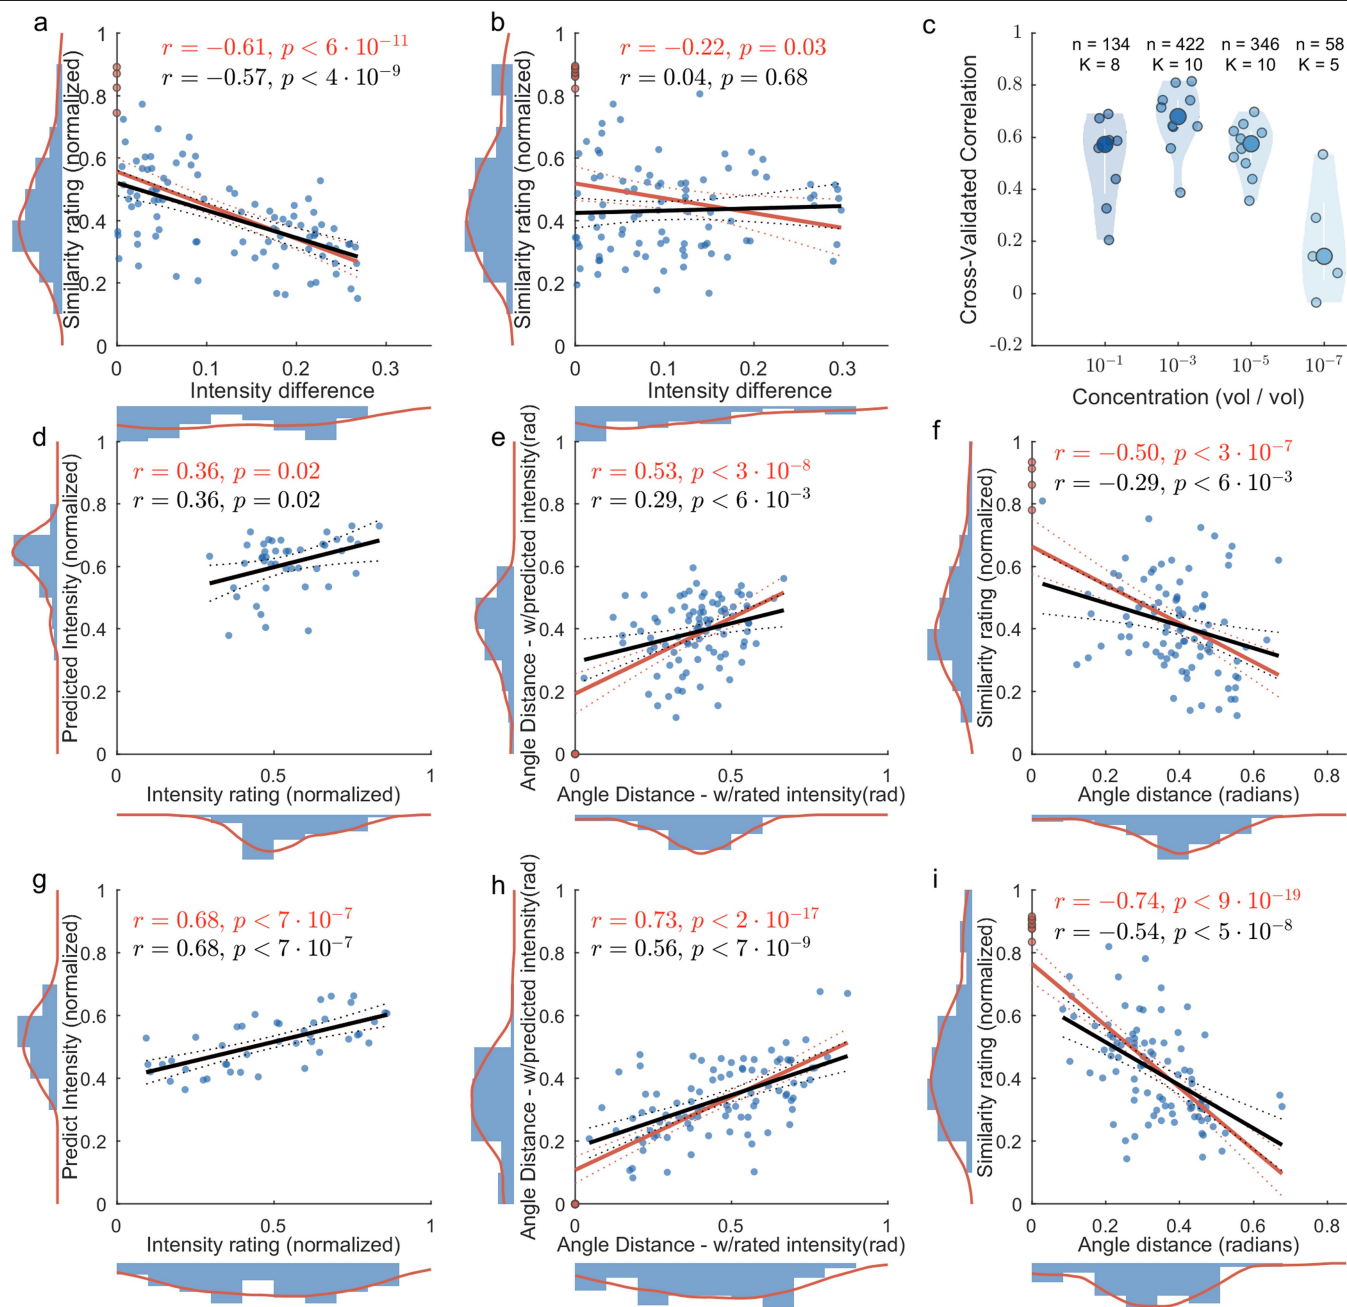 a
r = −0.61, p < 6 · 10⁻¹¹
r = −0.57, p < 4 · 10⁻⁹
Similarity rating (normalized)
1
0.8
0.6
0.4
0.2
0
0 0.1 0.2 0.3
Intensity difference
b
r = −0.22, p = 0.03
r = 0.04, p = 0.68
Similarity rating (normalized)
1
0.8
0.6
0.4
0.2
0
0 0.1 0.2 0.3
Intensity difference
c
n = 134 n = 422 n = 346 n = 58
K = 8 K = 10 K = 10 K = 5
Cross-Validated Correlation
1
0.8
0.6
0.4
0.2
0
-0.2
10⁻¹ 10⁻³ 10⁻⁵ 10⁻⁷
Concentration (vol / vol)
d
r = 0.36, p = 0.02
r = 0.36, p = 0.02
Predicted Intensity (normalized)
1
0.8
0.6
0.4
0.2
0
0 0.5 1
Intensity rating (normalized)
e
r = 0.53, p < 3 · 10⁻⁸
r = 0.29, p < 6 · 10⁻³
Angle Distance - w/predicted intensity(rad)
1
0.8
0.6
0.4
0.2
0
0 0.5 1
Angle Distance - w/rated intensity(rad)
f
r = −0.50, p < 3 · 10⁻⁷
r = −0.29, p < 6 · 10⁻³
Similarity rating (normalized)
1
0.8
0.6
0.4
0.2
0
0 0.2 0.4 0.6 0.8
Angle distance (radians)
g
r = 0.68, p < 7 · 10⁻⁷
r = 0.68, p < 7 · 10⁻⁷
Predict Intensity (normalized)
1
0.8
0.6
0.4
0.2
0
0 0.5 1
Intensity rating (normalized)
h
r = 0.73, p < 2 · 10⁻¹⁷
r = 0.56, p < 7 · 10⁻⁹
Angle Distance - w/predicted intensity(rad)
1
0.8
0.6
0.4
0.2
0
0 0.5 1
Angle Distance - w/rated intensity(rad)
i
r = −0.74, p < 9 · 10⁻¹⁹
r = −0.54, p < 5 · 10⁻⁸
Similarity rating (normalized)
1
0.8
0.6
0.4
0.2
0
0 0.2 0.4 0.6 0.8
Angle distance (radians)